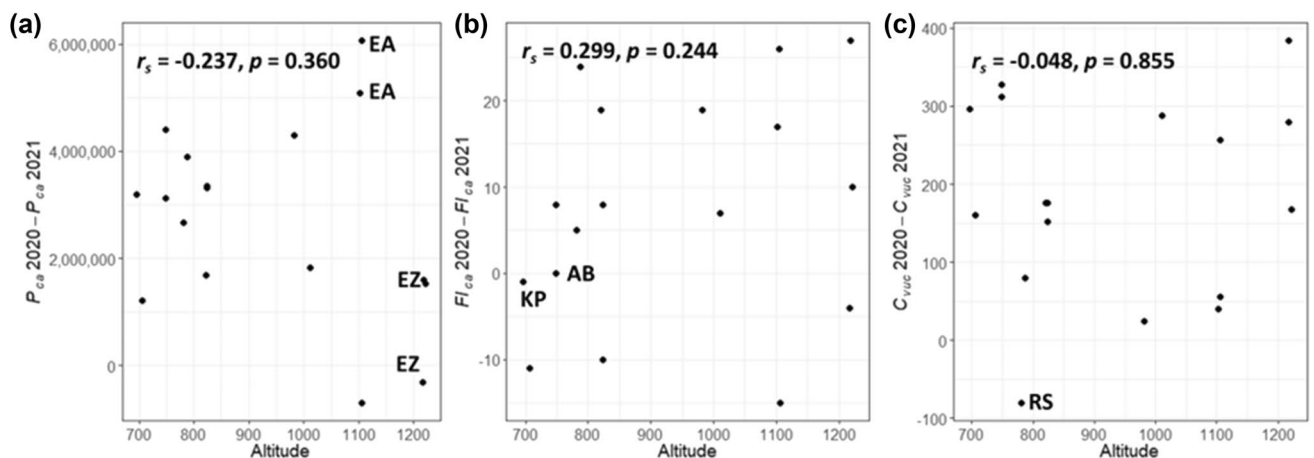 (a)
r_s = -0.237, p = 0.360
EA
EA
EZ
EZ
P_ca 2020 – P_ca 2021
6,000,000
4,000,000
2,000,000
0
700 800 900 1000 1100 1200
Altitude
(b)
r_s = 0.299, p = 0.244
AB
KP
FI_ca 2020 – FI_ca 2021
20
10
0
-10
700 800 900 1000 1100 1200
Altitude
(c)
r_s = -0.048, p = 0.855
RS
C_vuc 2020 – C_vuc 2021
400
300
200
100
0
-100
700 800 900 1000 1100 1200
Altitude